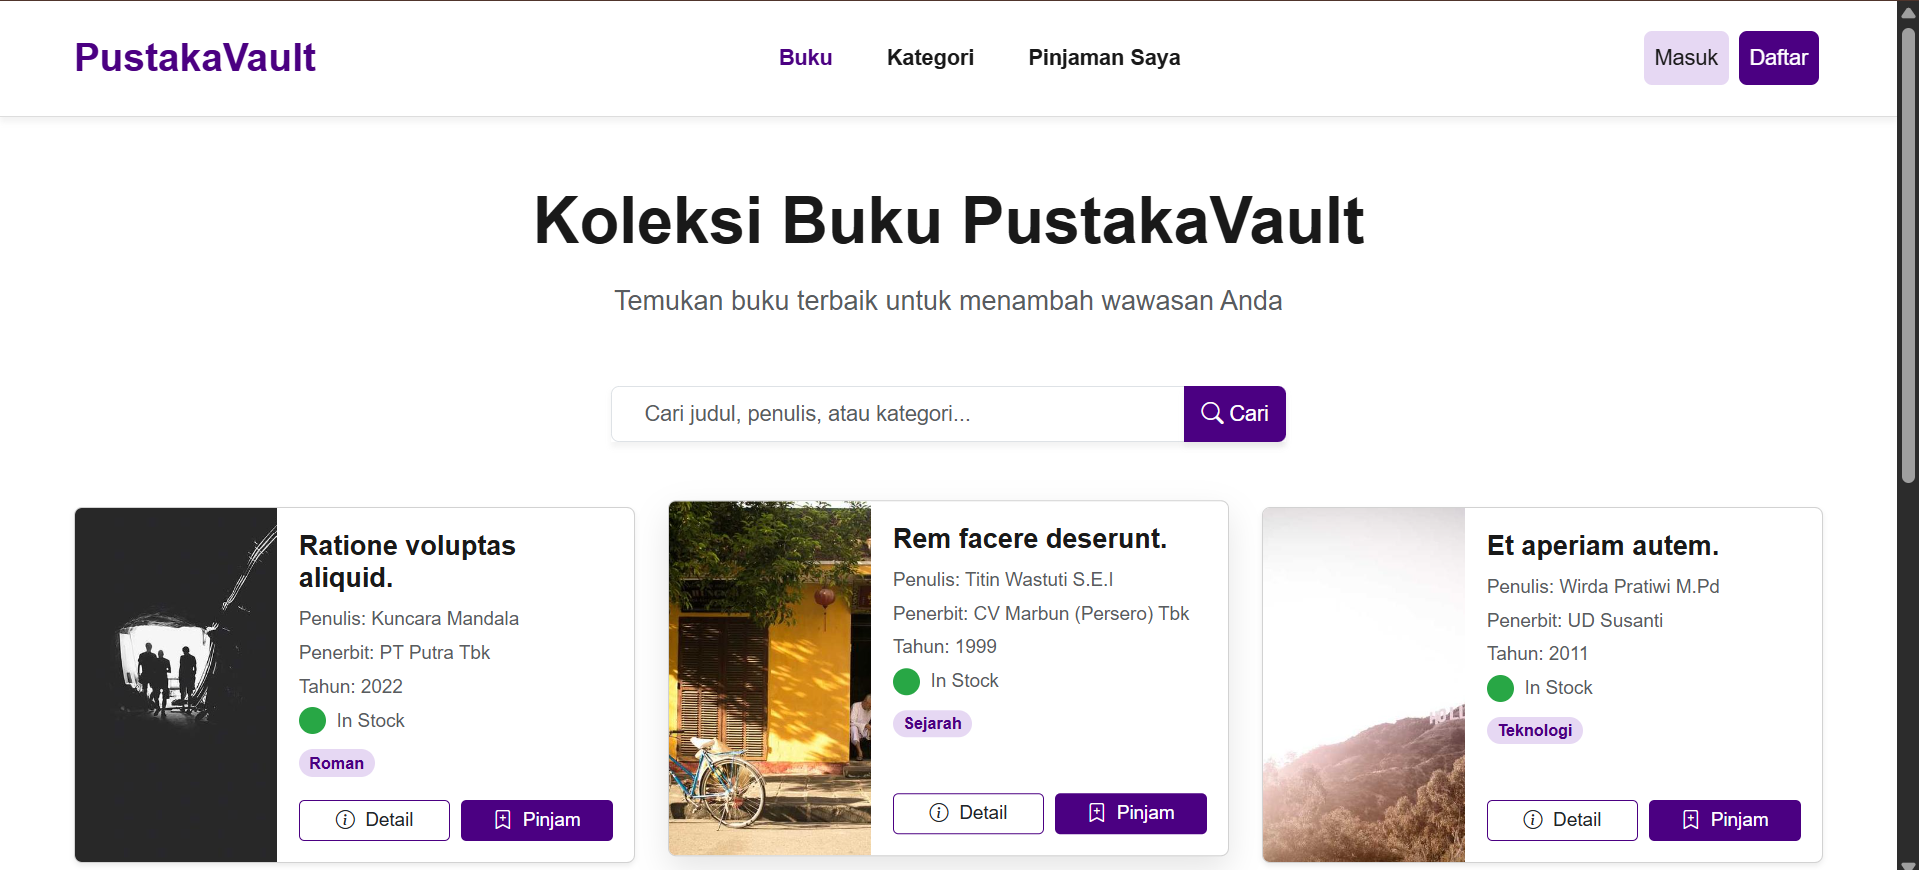 PustakaVault
Buku
Kategori
Pinjaman Saya
Masuk
Daftar
Koleksi Buku PustakaVault
Temukan buku terbaik untuk menambah wawasan Anda
Cari judul, penulis, atau kategori...
Cari
Ratione voluptas
aliquid.
Penulis: Kuncara Mandala
Penerbit: PT Putra Tbk
Tahun: 2022
In Stock
Roman
Detail
Pinjam
Rem facere deserunt.
Penulis: Titin Wastuti S.E.I
Penerbit: CV Marbun (Persero) Tbk
Tahun: 1999
In Stock
Sejarah
Detail
Pinjam
Et aperiam autem.
Penulis: Wirda Pratiwi M.Pd
Penerbit: UD Susanti
Tahun: 2011
In Stock
Teknologi
Detail
Pinjam